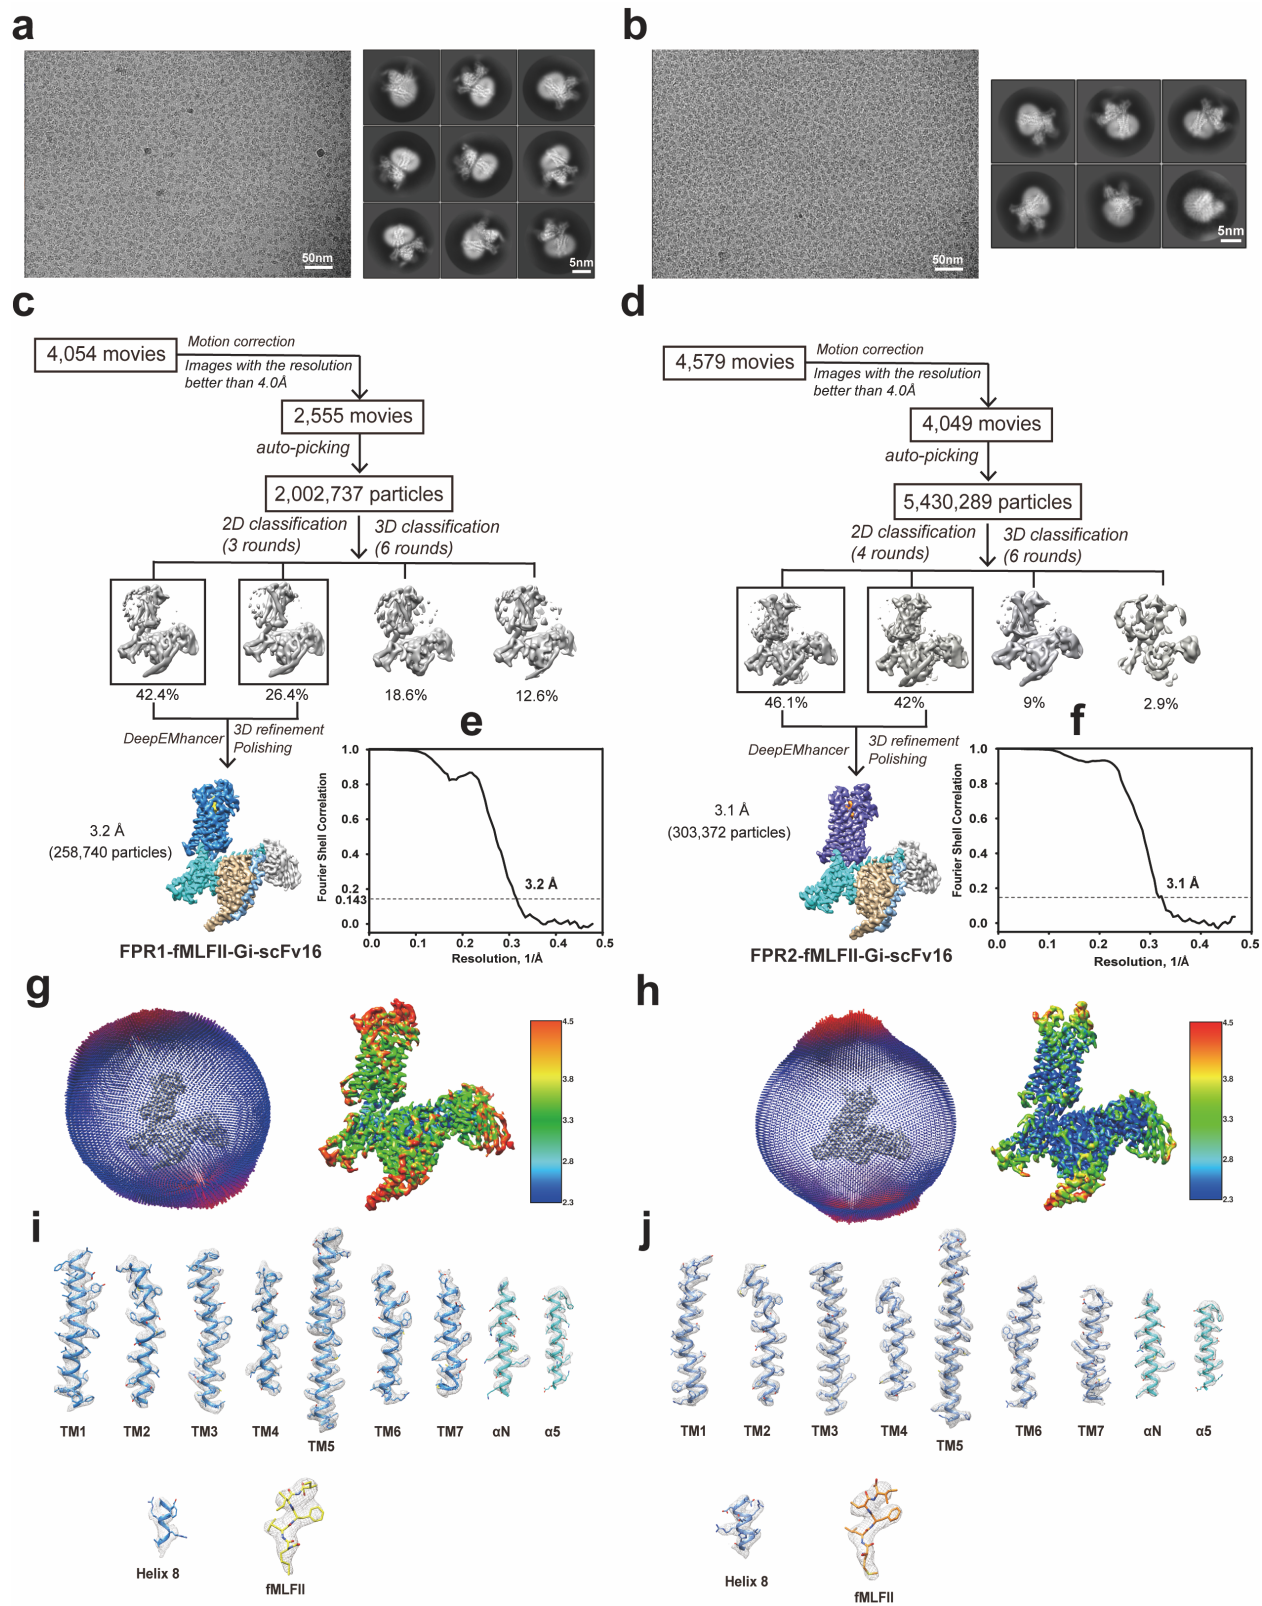 a
50nm
5nm
b
50nm
5nm
c
4,054 movies
Motion correction
Images with the resolution
better than 4.0Å
2,555 movies
auto-picking
2,002,737 particles
2D classification
(3 rounds)
3D classification
(6 rounds)
42.4%
26.4%
18.6%
12.6%
DeepEMhancer
3D refinement
Polishing
3.2 Å
(258,740 particles)
FPR1-fMLFII-Gi-scFv16
d
4,579 movies
Motion correction
Images with the resolution
better than 4.0Å
4,049 movies
auto-picking
5,430,289 particles
2D classification
(4 rounds)
3D classification
(6 rounds)
46.1%
42%
9%
2.9%
DeepEMhancer
3D refinement
Polishing
3.1 Å
(303,372 particles)
FPR2-fMLFII-Gi-scFv16
e
Fourier Shell Correlation
1.0
0.8
0.6
0.4
0.2
0.143
0.0
3.2 Å
0.0 0.1 0.2 0.3 0.4 0.5
Resolution, 1/Å
f
Fourier Shell Correlation
1.0
0.8
0.6
0.4
0.2
0.0
3.1 Å
0.0 0.1 0.2 0.3 0.4 0.5
Resolution, 1/Å
g
4.5
3.8
3.3
2.8
2.3
h
4.5
3.8
3.3
2.8
2.3
i
TM1 TM2 TM3 TM4 TM5 TM6 TM7 αN α5
Helix 8
fMLFII
j
TM1 TM2 TM3 TM4 TM5 TM6 TM7 αN α5
Helix 8
fMLFII